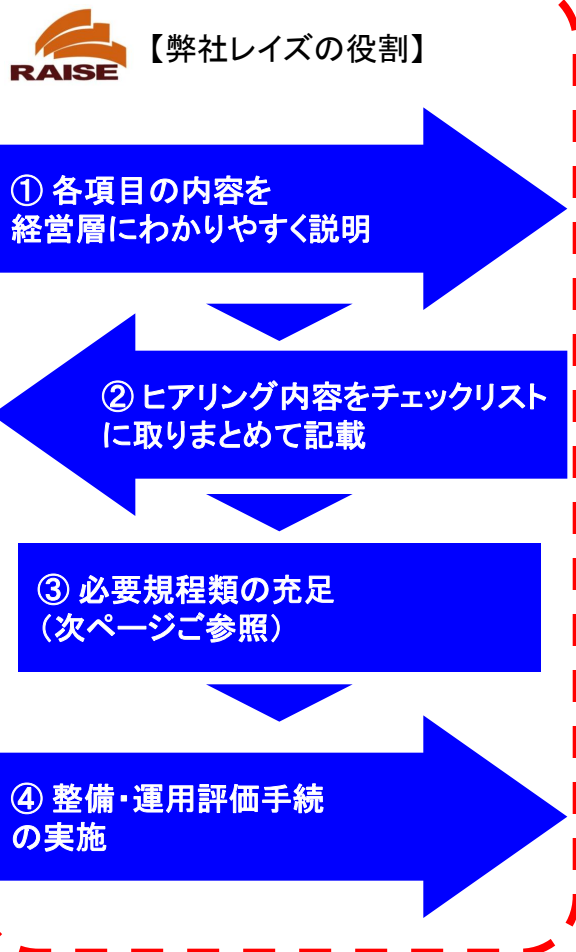 RAISE
【弊社レイズの役割】
① 各項目の内容を
経営層にわかりやすく説明
② ヒアリング内容をチェックリスト
に取りまとめて記載
③ 必要規程類の充足
（次ページご参照）
④ 整備・運用評価手続
の実施